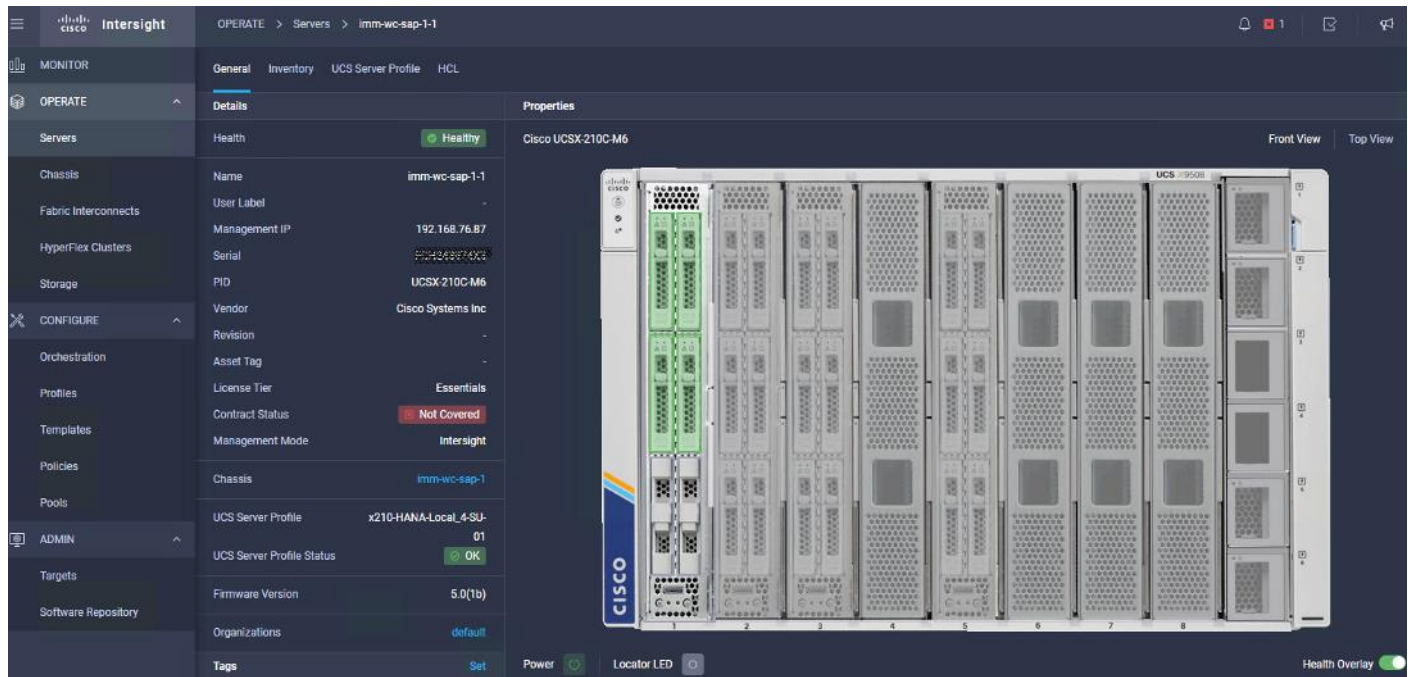 cisco Intersight
OPERATE > Servers > imm-wc-sap-1-1
1
MONITOR
OPERATE
Servers
Chassis
Fabric Interconnects
HyperFlex Clusters
Storage
CONFIGURE
Orchestration
Profiles
Templates
Policies
Pools
ADMIN
Targets
Software Repository
General Inventory UCS Server Profile HCL
Details
Health Healthy
Name imm-wc-sap-1-1
User Label -
Management IP 192.168.76.87
Serial
PID UCSX-210C-M6
Vendor Cisco Systems Inc
Revision -
Asset Tag -
License Tier Essentials
Contract Status Not Covered
Management Mode Intersight
Chassis imm-wc-sap-1
UCS Server Profile x210-HANA-Local_4-SU-
01
UCS Server Profile Status OK
Firmware Version 5.0(1b)
Organizations default
Tags Set
Properties
Cisco UCSX-210C-M6
Front View Top View
CISCO
UCS X9508
CISCO
1 2 3 4 5 6 7 8
Power Locator LED
Health Overlay